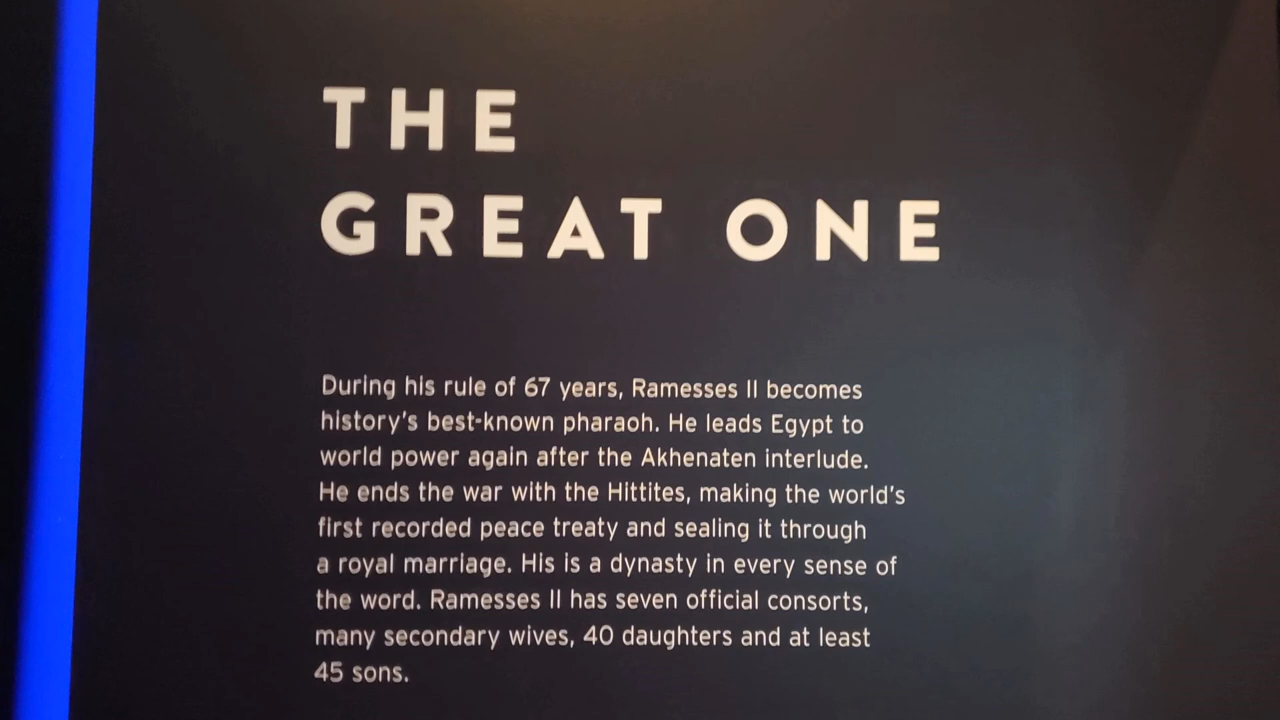 THE
GREAT ONE
During his rule of 67 years, Ramesses II becomes
history's best-known pharaoh. He leads Egypt to
world power again after the Akhenaten interlude.
He ends the war with the Hittites, making the world's
first recorded peace treaty and sealing it through
a royal marriage. His is a dynasty in every sense of
the word. Ramesses II has seven official consorts,
many secondary wives, 40 daughters and at least
45 sons.